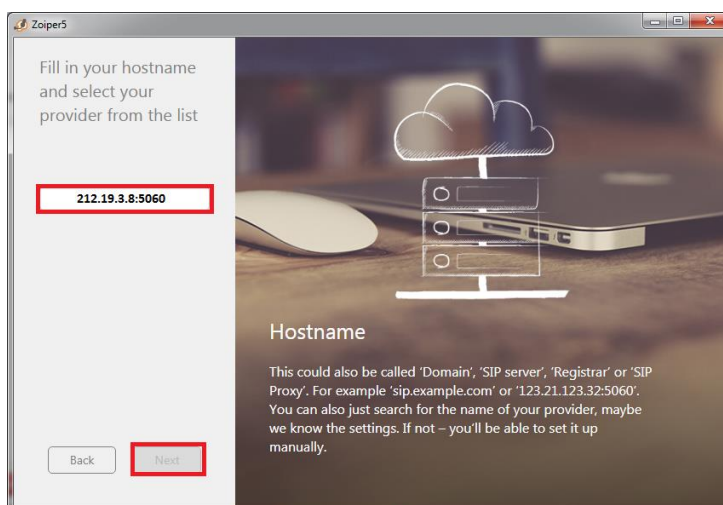 Zoiper5
Fill in your hostname
and select your
provider from the list
212.19.3.8:5060
Back
Next
Hostname
This could also be called ‘Domain’, ‘SIP server’, ‘Registrar’ or ‘SIP
Proxy’. For example ‘sip.example.com’ or ‘123.21.123.32:5060’.
You can also just search for the name of your provider, maybe
we know the settings. If not – you’ll be able to set it up
manually.